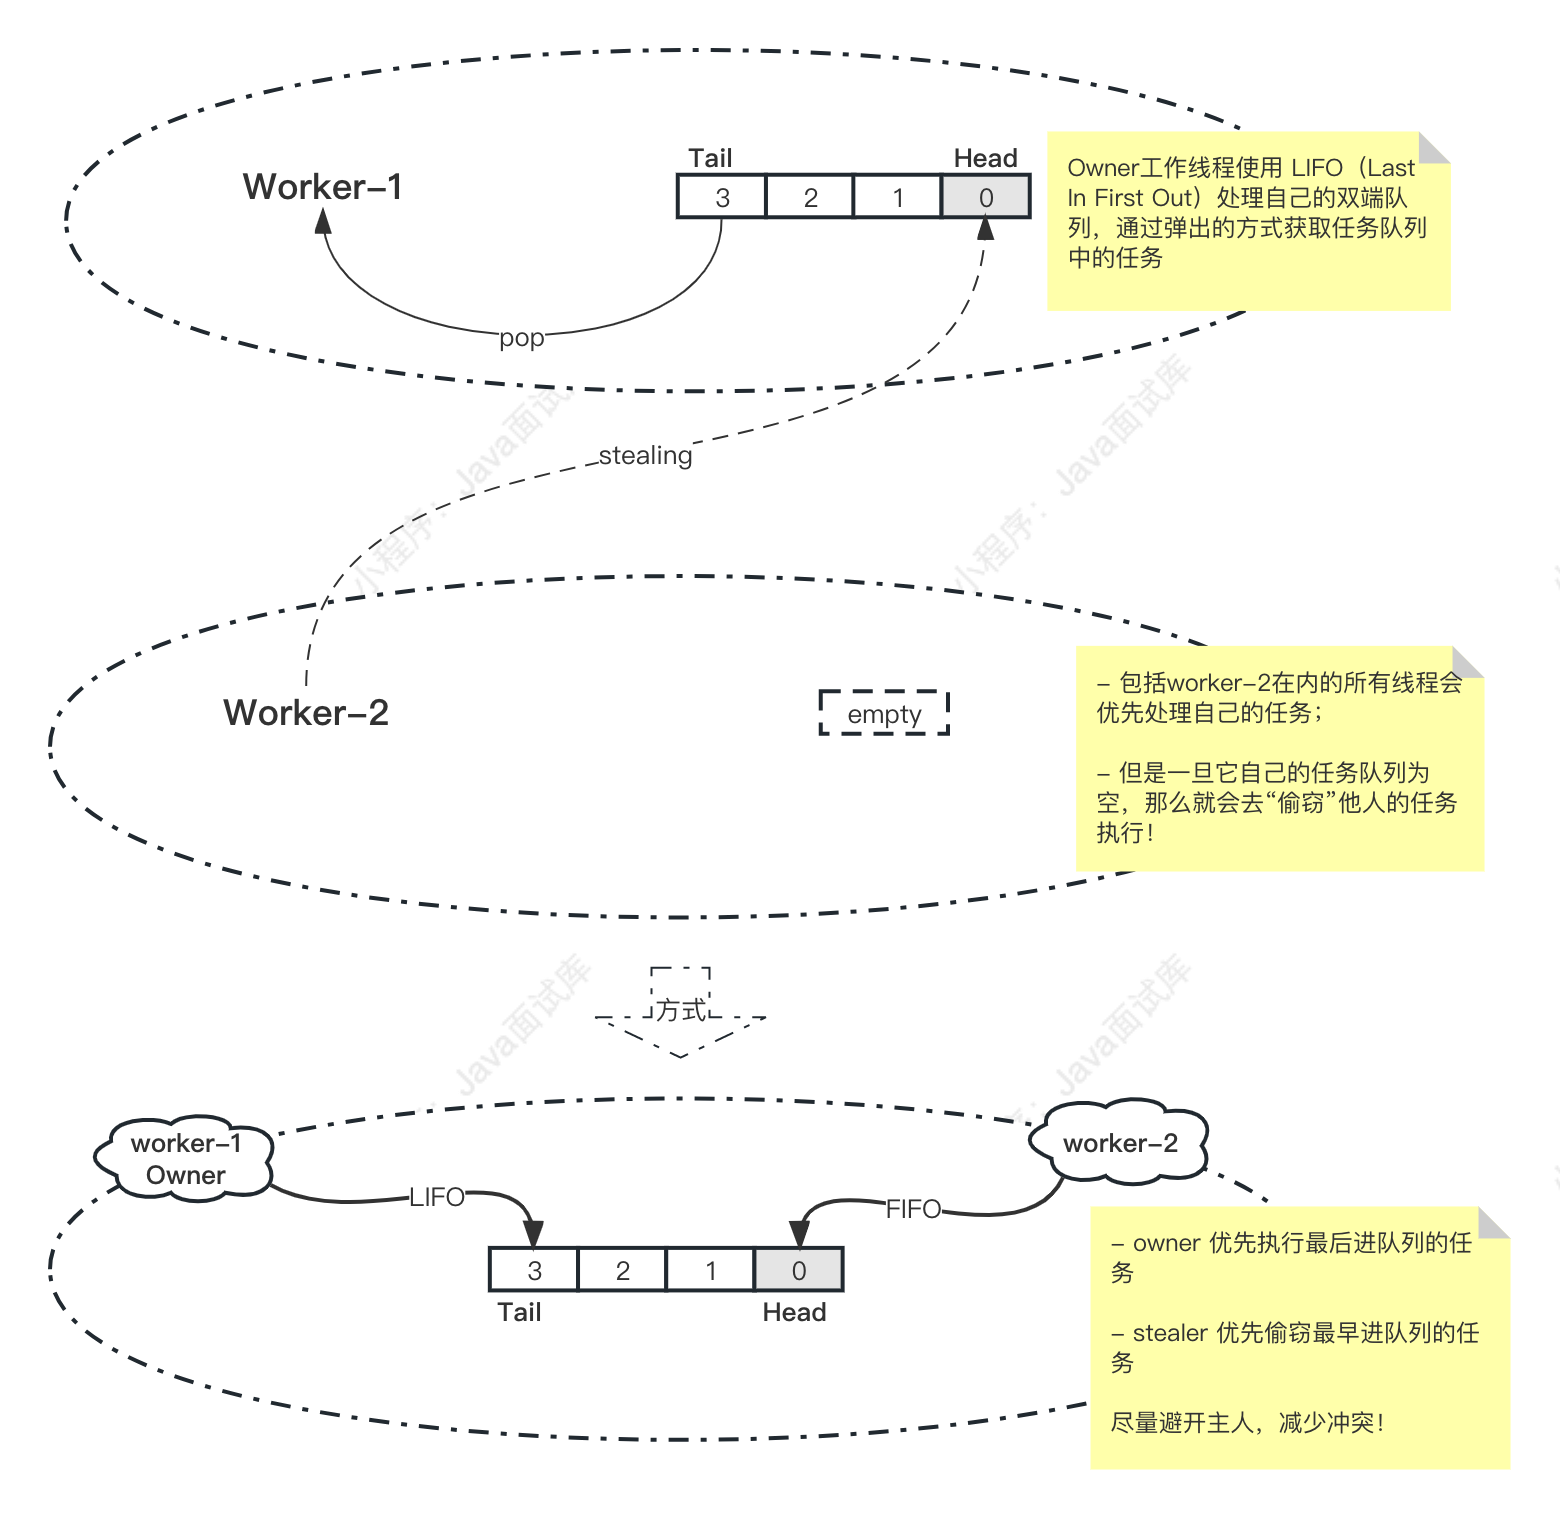 Worker-1
Tail
Head
3
2
1
0
Owner工作线程使用 LIFO（Last
In First Out）处理自己的双端队
列，通过弹出的方式获取任务队列
中的任务
pop
小程序：Java面试库
小程序：Java面试库
stealing
Worker-2
empty
- 包括worker-2在内的所有线程会
优先处理自己的任务；
- 但是一旦它自己的任务队列为
空，那么就会去“偷窃”他人的任务
执行！
方式
：Java面试库
序：Java面试库
worker-1
Owner
worker-2
LIFO
FIFO
3
2
1
0
Tail
Head
- owner 优先执行最后进队列的任
务
- stealer 优先偷窃最早进队列的任
务
尽量避开主人，减少冲突！